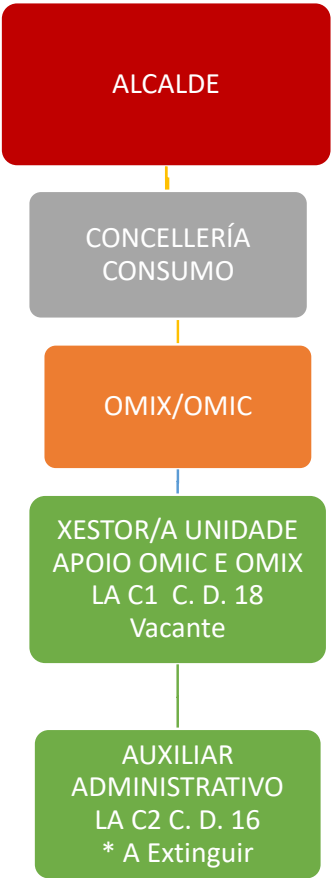 ALCALDE
CONCELLERÍA
CONSUMO
OMIX/OMIC
XESTOR/A UNIDADE
APOIO OMIC E OMIX
LA C1 C. D. 18
Vacante
AUXILIAR
ADMINISTRATIVO
LA C2 C. D. 16
* A Extinguir